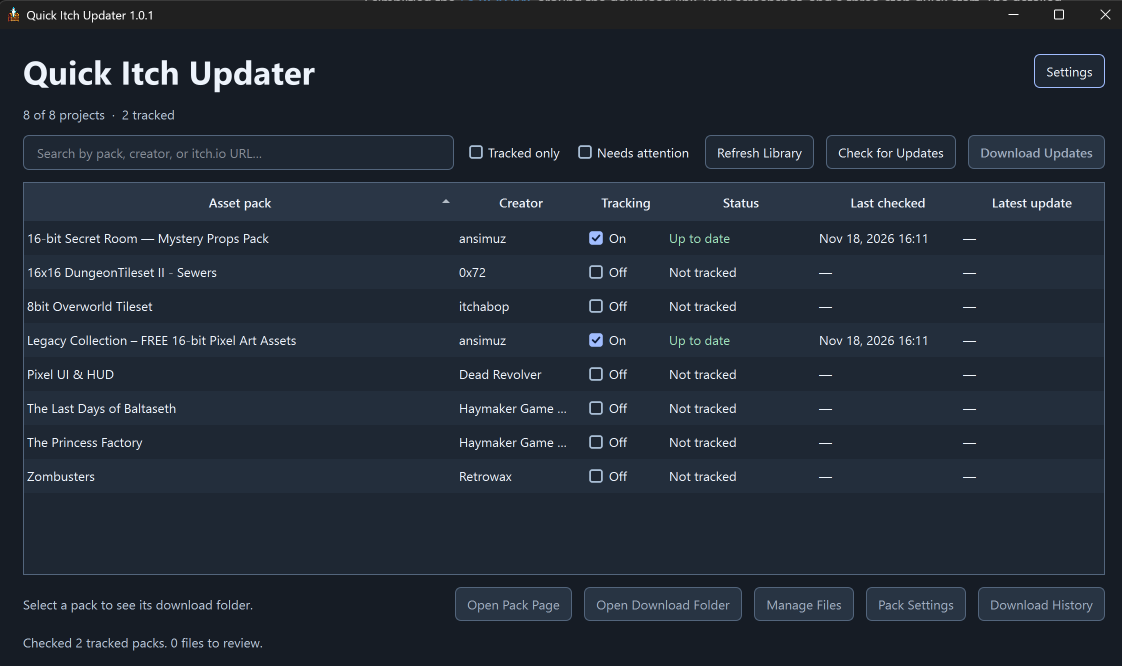 Quick Itch Updater 1.0.1
Quick Itch Updater
Settings
8 of 8 projects · 2 tracked
Search by pack, creator, or itch.io URL...
Tracked only
Needs attention
Refresh Library
Check for Updates
Download Updates
Asset pack Creator Tracking Status Last checked Latest update
16-bit Secret Room — Mystery Props Pack ansimuz On Up to date Nov 18, 2026 16:11 —
16x16 DungeonTileset II - Sewers 0x72 Off Not tracked — —
8bit Overworld Tileset itchabop Off Not tracked — —
Legacy Collection – FREE 16-bit Pixel Art Assets ansimuz On Up to date Nov 18, 2026 16:11 —
Pixel UI & HUD Dead Revolver Off Not tracked — —
The Last Days of Baltaseth Haymaker Game ... Off Not tracked — —
The Princess Factory Haymaker Game ... Off Not tracked — —
Zombusters Retrowax Off Not tracked — —
Select a pack to see its download folder.
Open Pack Page
Open Download Folder
Manage Files
Pack Settings
Download History
Checked 2 tracked packs. 0 files to review.